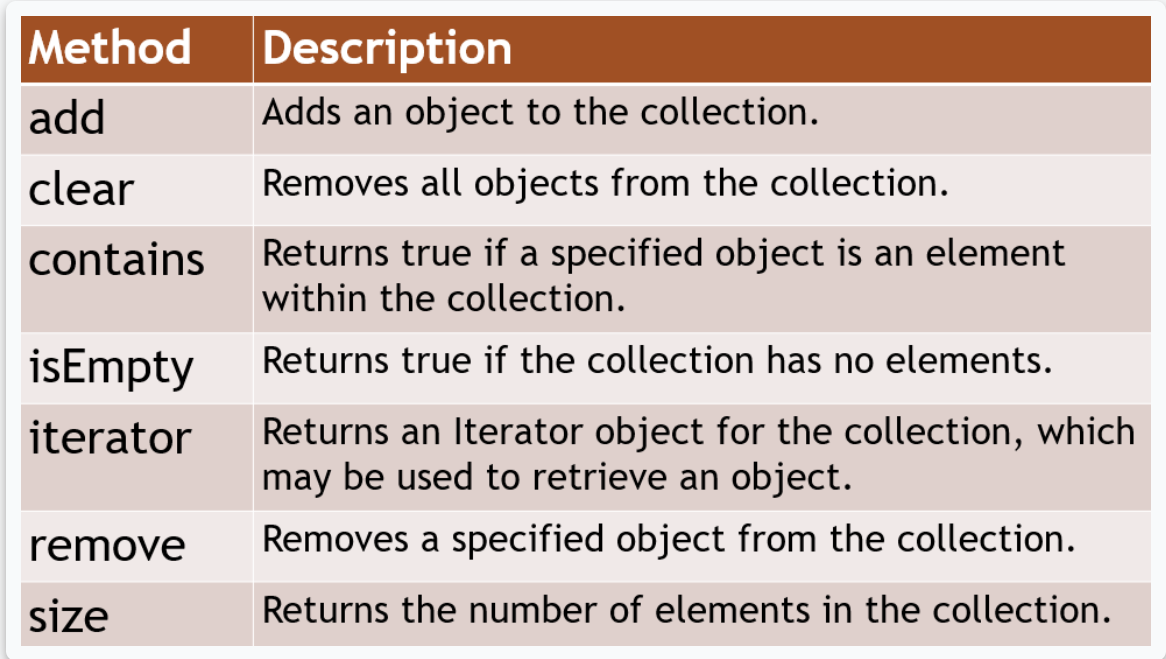 Method Description
add Adds an object to the collection.
clear Removes all objects from the collection.
contains Returns true if a specified object is an element
within the collection.
isEmpty Returns true if the collection has no elements.
iterator Returns an Iterator object for the collection, which
may be used to retrieve an object.
remove Removes a specified object from the collection.
size Returns the number of elements in the collection.